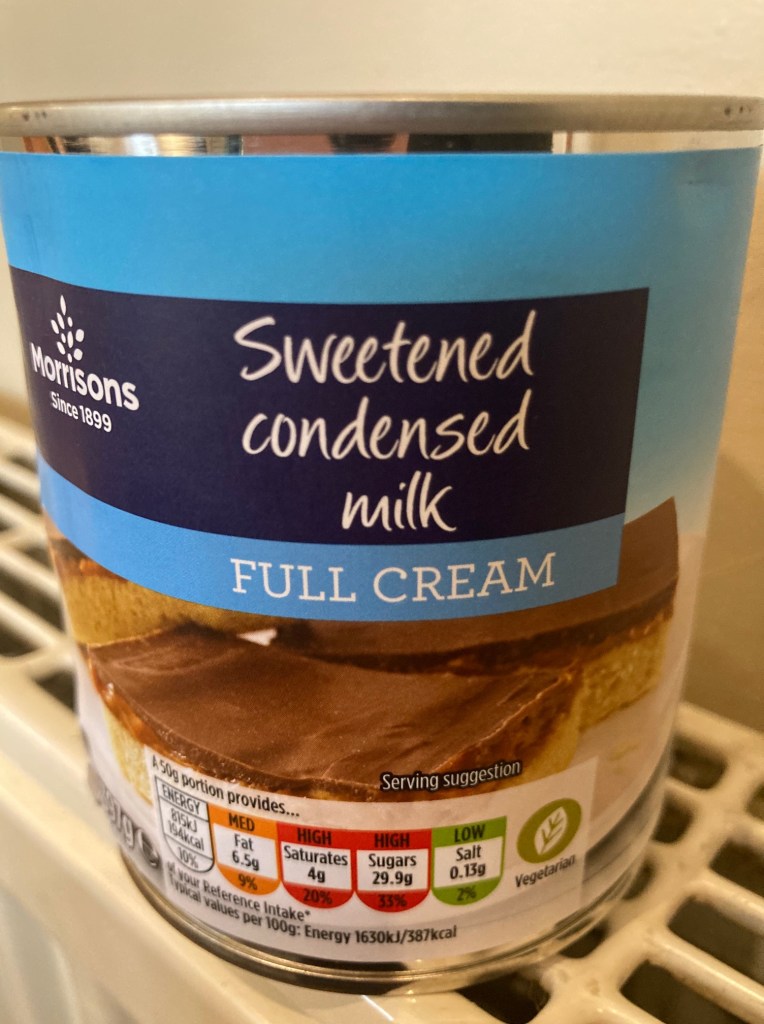 Morrisons
Since 1899
Sweetened
condensed
milk
FULL CREAM
Serving suggestion
A 50g portion provides...
ENERGY
815kJ
194kcal
10%
MED
Fat
6.5g
9%
HIGH
Saturates
4g
20%
HIGH
Sugars
29.9g
33%
LOW
Salt
0.13g
2%
Vegetarian
of your Reference Intake*
Typical values per 100g: Energy 1630kJ/387kcal